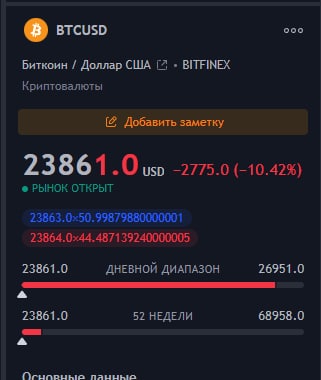 BTCUSD
Биткоин / Доллар США • BITFINEX
Криптовалюты
Добавить заметку
23861.0 USD −2775.0 (−10.42%)
РЫНОК ОТКРЫТ
23863.0×50.99879880000001
23864.0×44.487139240000005
23861.0 ДНЕВНОЙ ДИАПАЗОН 26951.0
23861.0 52 НЕДЕЛИ 68958.0
Основные данные